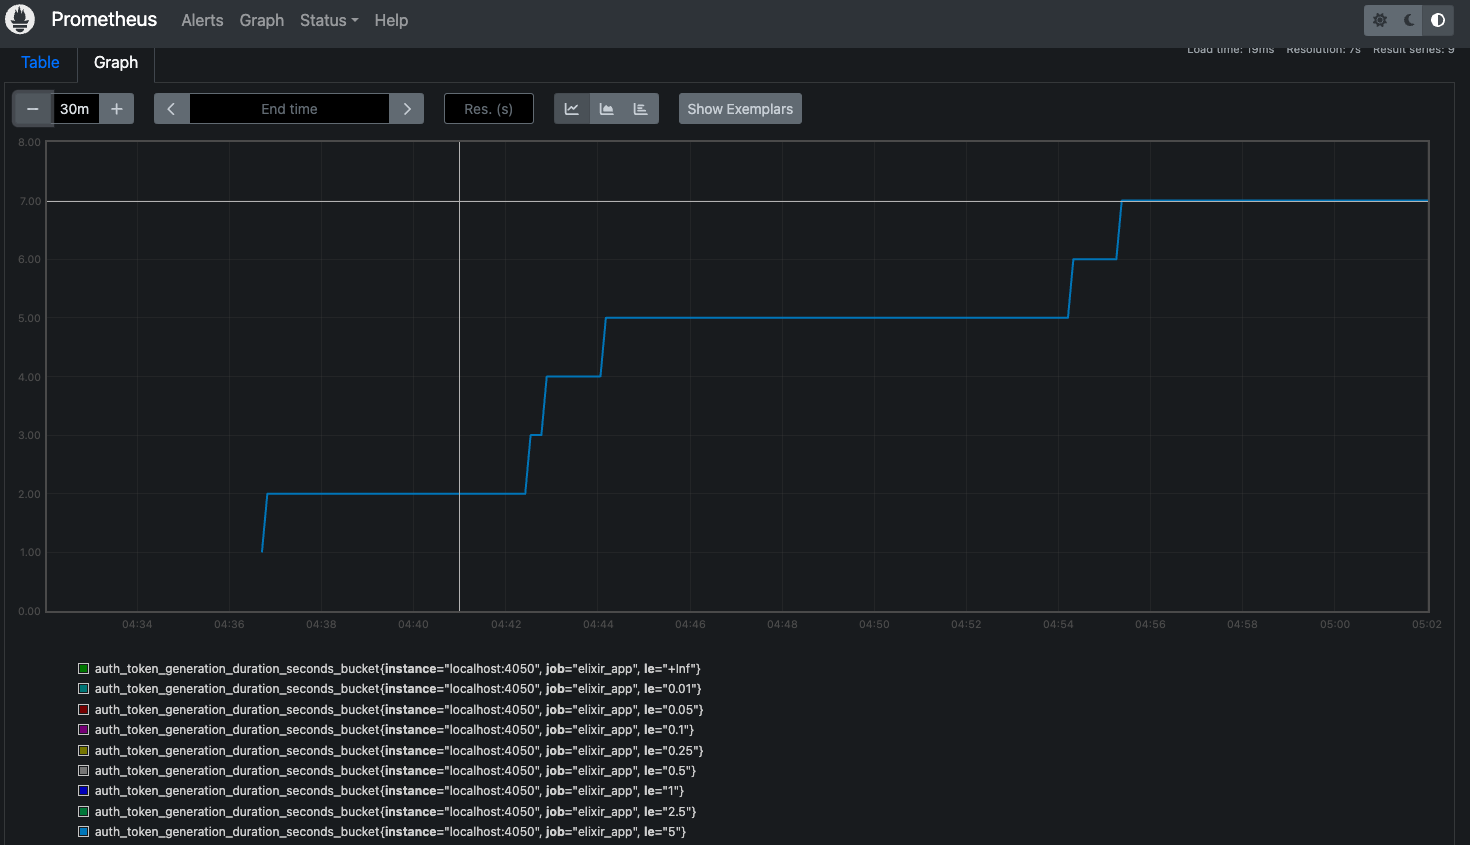 Prometheus Alerts Graph Status Help
Load time: 19ms Resolution: 7s Result series: 9
Table Graph
30m End time Res. (s) Show Exemplars
8.00
7.00
6.00
5.00
4.00
3.00
2.00
1.00
0.00
04:34 04:36 04:38 04:40 04:42 04:44 04:46 04:48 04:50 04:52 04:54 04:56 04:58 05:00 05:02
auth_token_generation_duration_seconds_bucket{instance="localhost:4050", job="elixir_app", le="+Inf"}
auth_token_generation_duration_seconds_bucket{instance="localhost:4050", job="elixir_app", le="0.01"}
auth_token_generation_duration_seconds_bucket{instance="localhost:4050", job="elixir_app", le="0.05"}
auth_token_generation_duration_seconds_bucket{instance="localhost:4050", job="elixir_app", le="0.1"}
auth_token_generation_duration_seconds_bucket{instance="localhost:4050", job="elixir_app", le="0.25"}
auth_token_generation_duration_seconds_bucket{instance="localhost:4050", job="elixir_app", le="0.5"}
auth_token_generation_duration_seconds_bucket{instance="localhost:4050", job="elixir_app", le="1"}
auth_token_generation_duration_seconds_bucket{instance="localhost:4050", job="elixir_app", le="2.5"}
auth_token_generation_duration_seconds_bucket{instance="localhost:4050", job="elixir_app", le="5"}